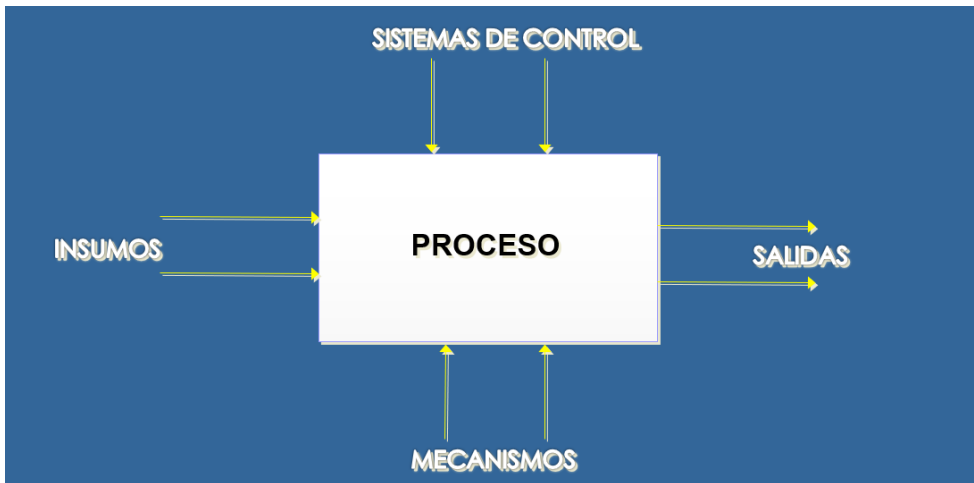 SISTEMAS DE CONTROL
INSUMOS
PROCESO
SALIDAS
MECANISMOS